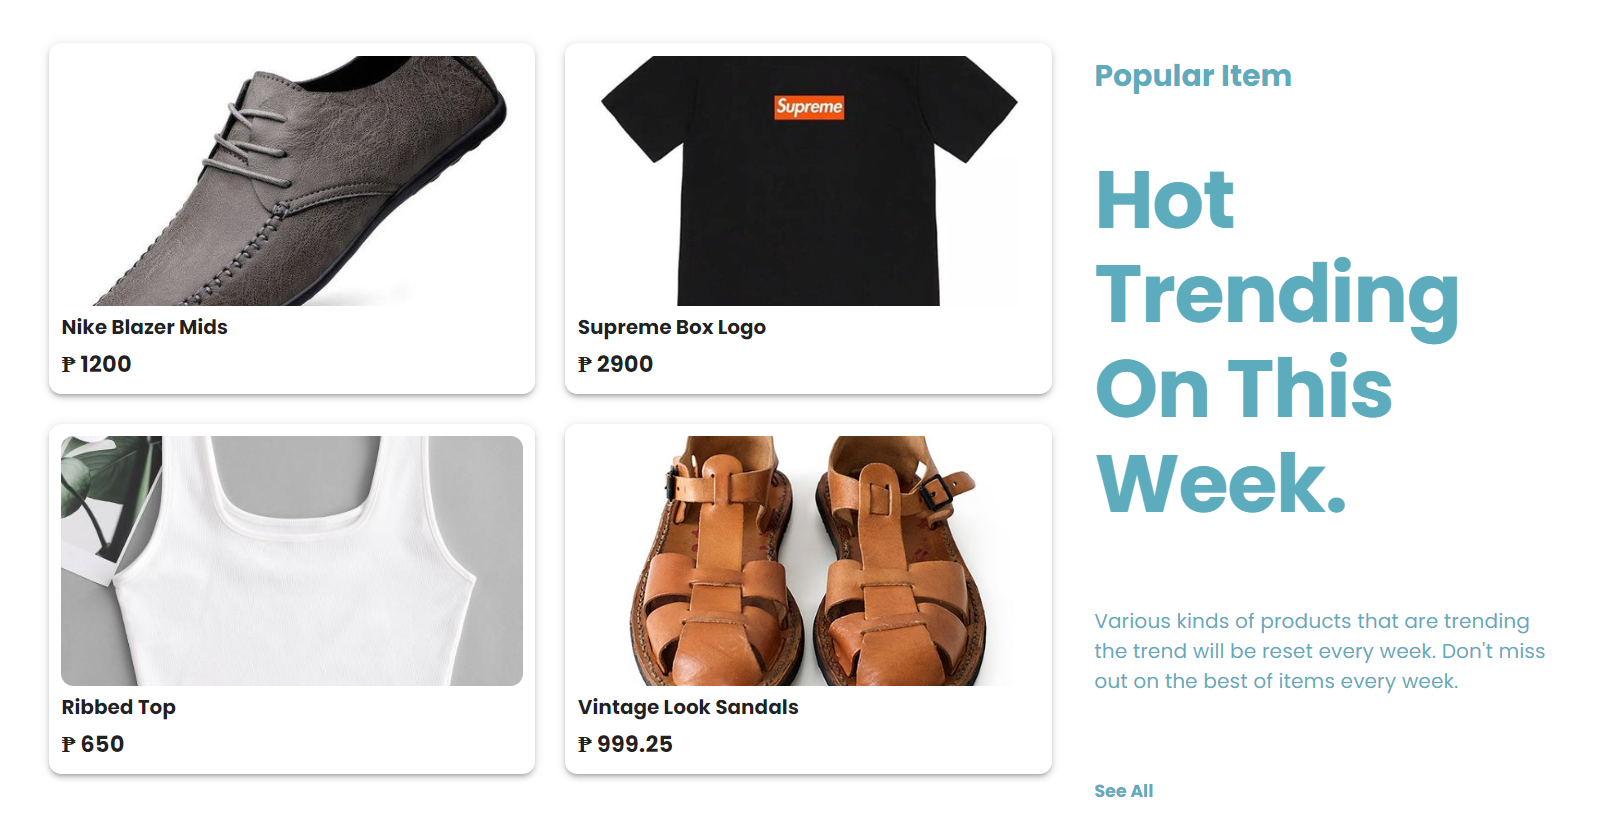 Supreme
Nike Blazer Mids
₱ 1200
Supreme Box Logo
₱ 2900
Ribbed Top
₱ 650
Vintage Look Sandals
₱ 999.25
Popular Item
Hot
Trending
On This
Week.
Various kinds of products that are trending
the trend will be reset every week. Don't miss
out on the best of items every week.
See All